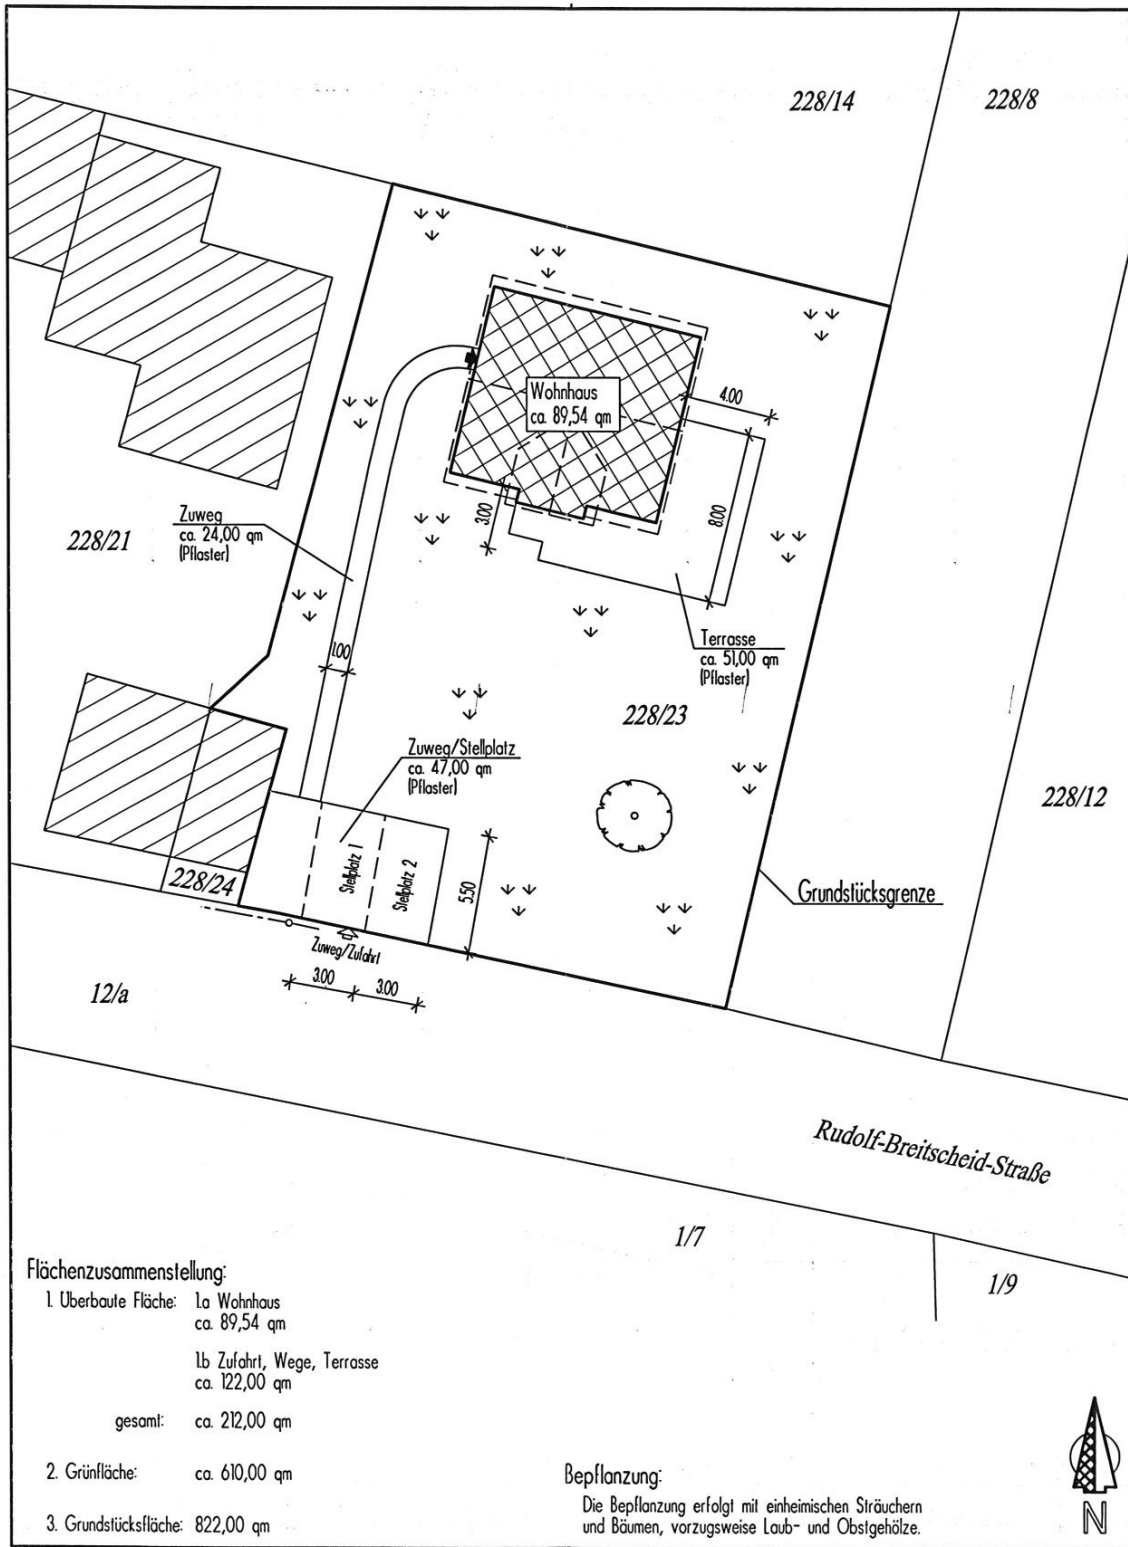 228/14
228/8
Wohnhaus
ca. 89,54 qm
4.00
8.00
3.00
Zuweg
ca. 24,00 qm
(Pflaster)
228/21
Terrasse
ca. 51,00 qm
(Pflaster)
1.00
228/23
Zuweg/Stellplatz
ca. 47,00 qm
(Pflaster)
228/12
Stellplatz 1
Stellplatz 2
5.50
228/24
Grundstücksgrenze
Zuweg/Zufahrt
3.00
3.00
12/a
Rudolf-Breitscheid-Straße
1/7
1/9
Flächenzusammenstellung:
1. Überbaute Fläche: 1.a Wohnhaus
ca. 89,54 qm
1.b Zufahrt, Wege, Terrasse
ca. 122,00 qm
gesamt: ca. 212,00 qm
2. Grünfläche: ca. 610,00 qm
3. Grundstücksfläche: 822,00 qm
Bepflanzung:
Die Bepflanzung erfolgt mit einheimischen Sträuchern
und Bäumen, vorzugsweise Laub- und Obstgehölze.
N